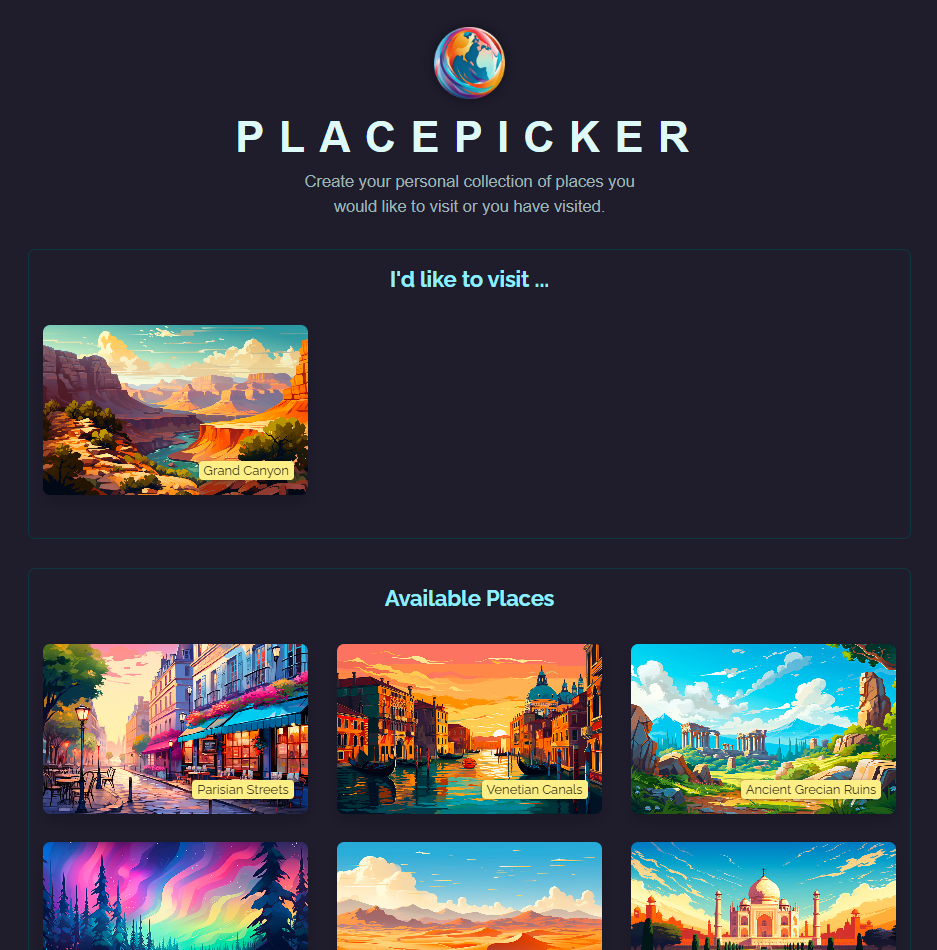 PLACEPICKER
Create your personal collection of places you
would like to visit or you have visited.
I'd like to visit ...
Grand Canyon
Available Places
Parisian Streets
Venetian Canals
Ancient Grecian Ruins